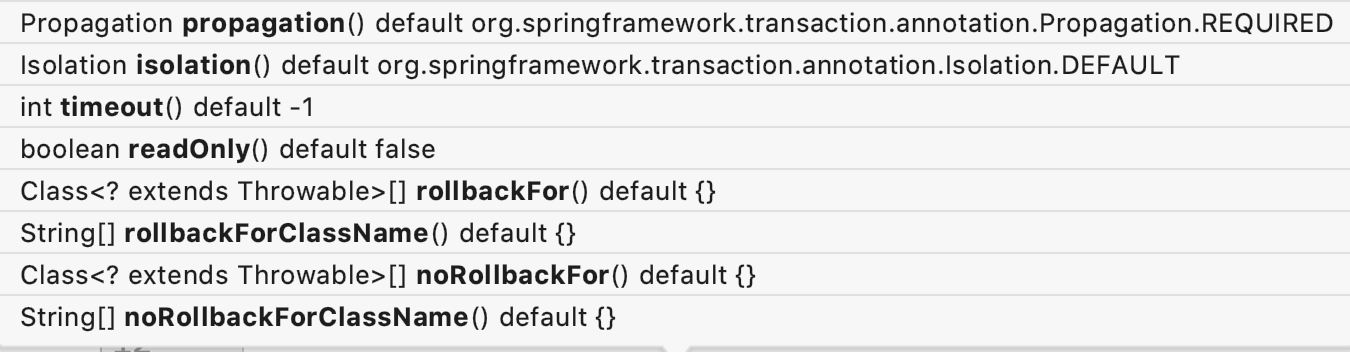 Propagation propagation() default org.springframework.transaction.annotation.Propagation.REQUIRED
Isolation isolation() default org.springframework.transaction.annotation.Isolation.DEFAULT
int timeout() default -1
boolean readOnly() default false
Class<? extends Throwable>[] rollbackFor() default {}
String[] rollbackForClassName() default {}
Class<? extends Throwable>[] noRollbackFor() default {}
String[] noRollbackForClassName() default {}